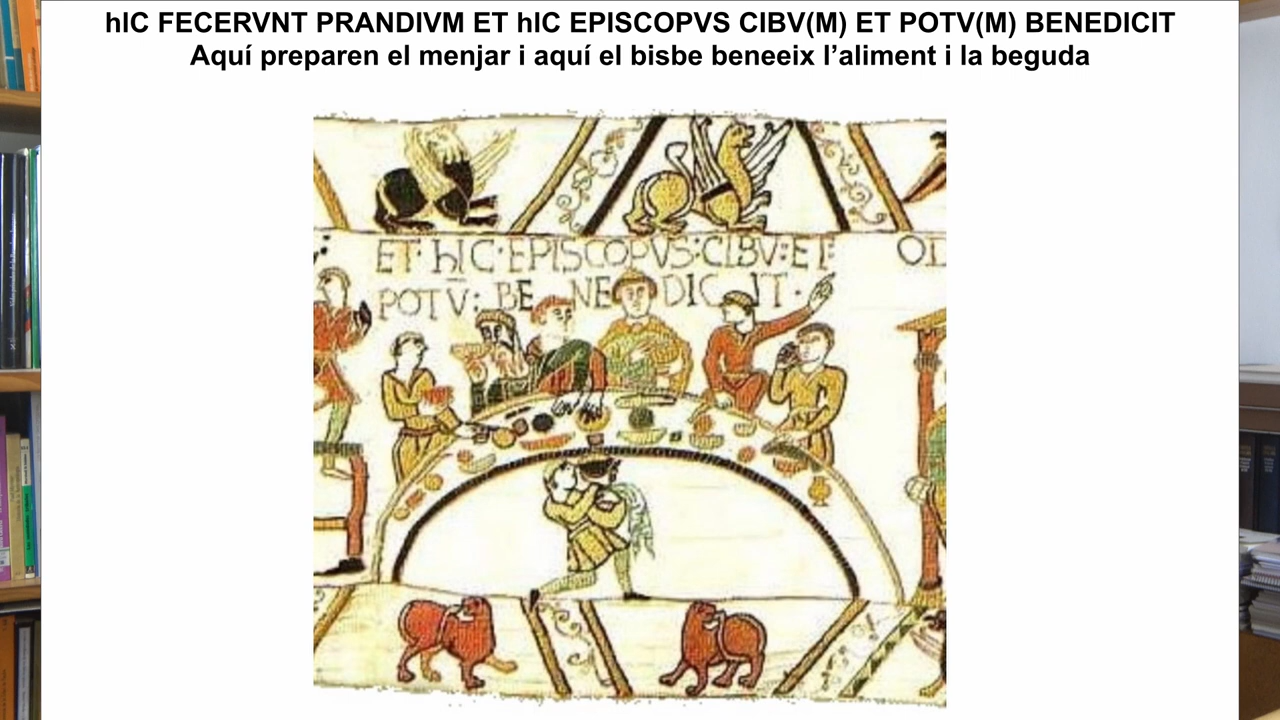 hIC FECERVNT PRANDIVM ET hIC EPISCOPVS CIBV(M) ET POTV(M) BENEDICIT
Aquí preparen el menjar i aquí el bisbe beneeix l’aliment i la beguda
ET·hIC·EPISCOPVS:CIBV̄:ET:
POTV̄: BE NE DIC IT·